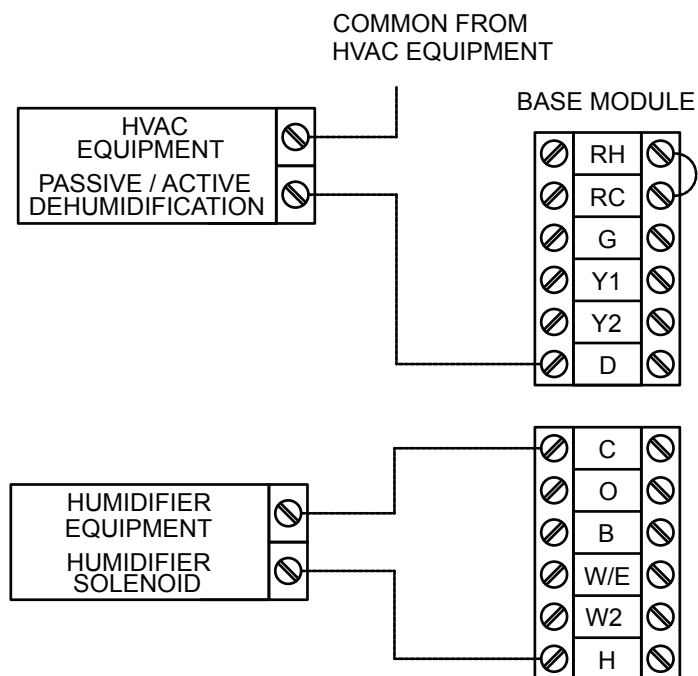 COMMON FROM
HVAC EQUIPMENT
BASE MODULE
HVAC
EQUIPMENT
PASSIVE / ACTIVE
DEHUMIDIFICATION
RH
RC
G
Y1
Y2
D
HUMIDIFIER
EQUIPMENT
HUMIDIFIER
SOLENOID
C
O
B
W/E
W2
H